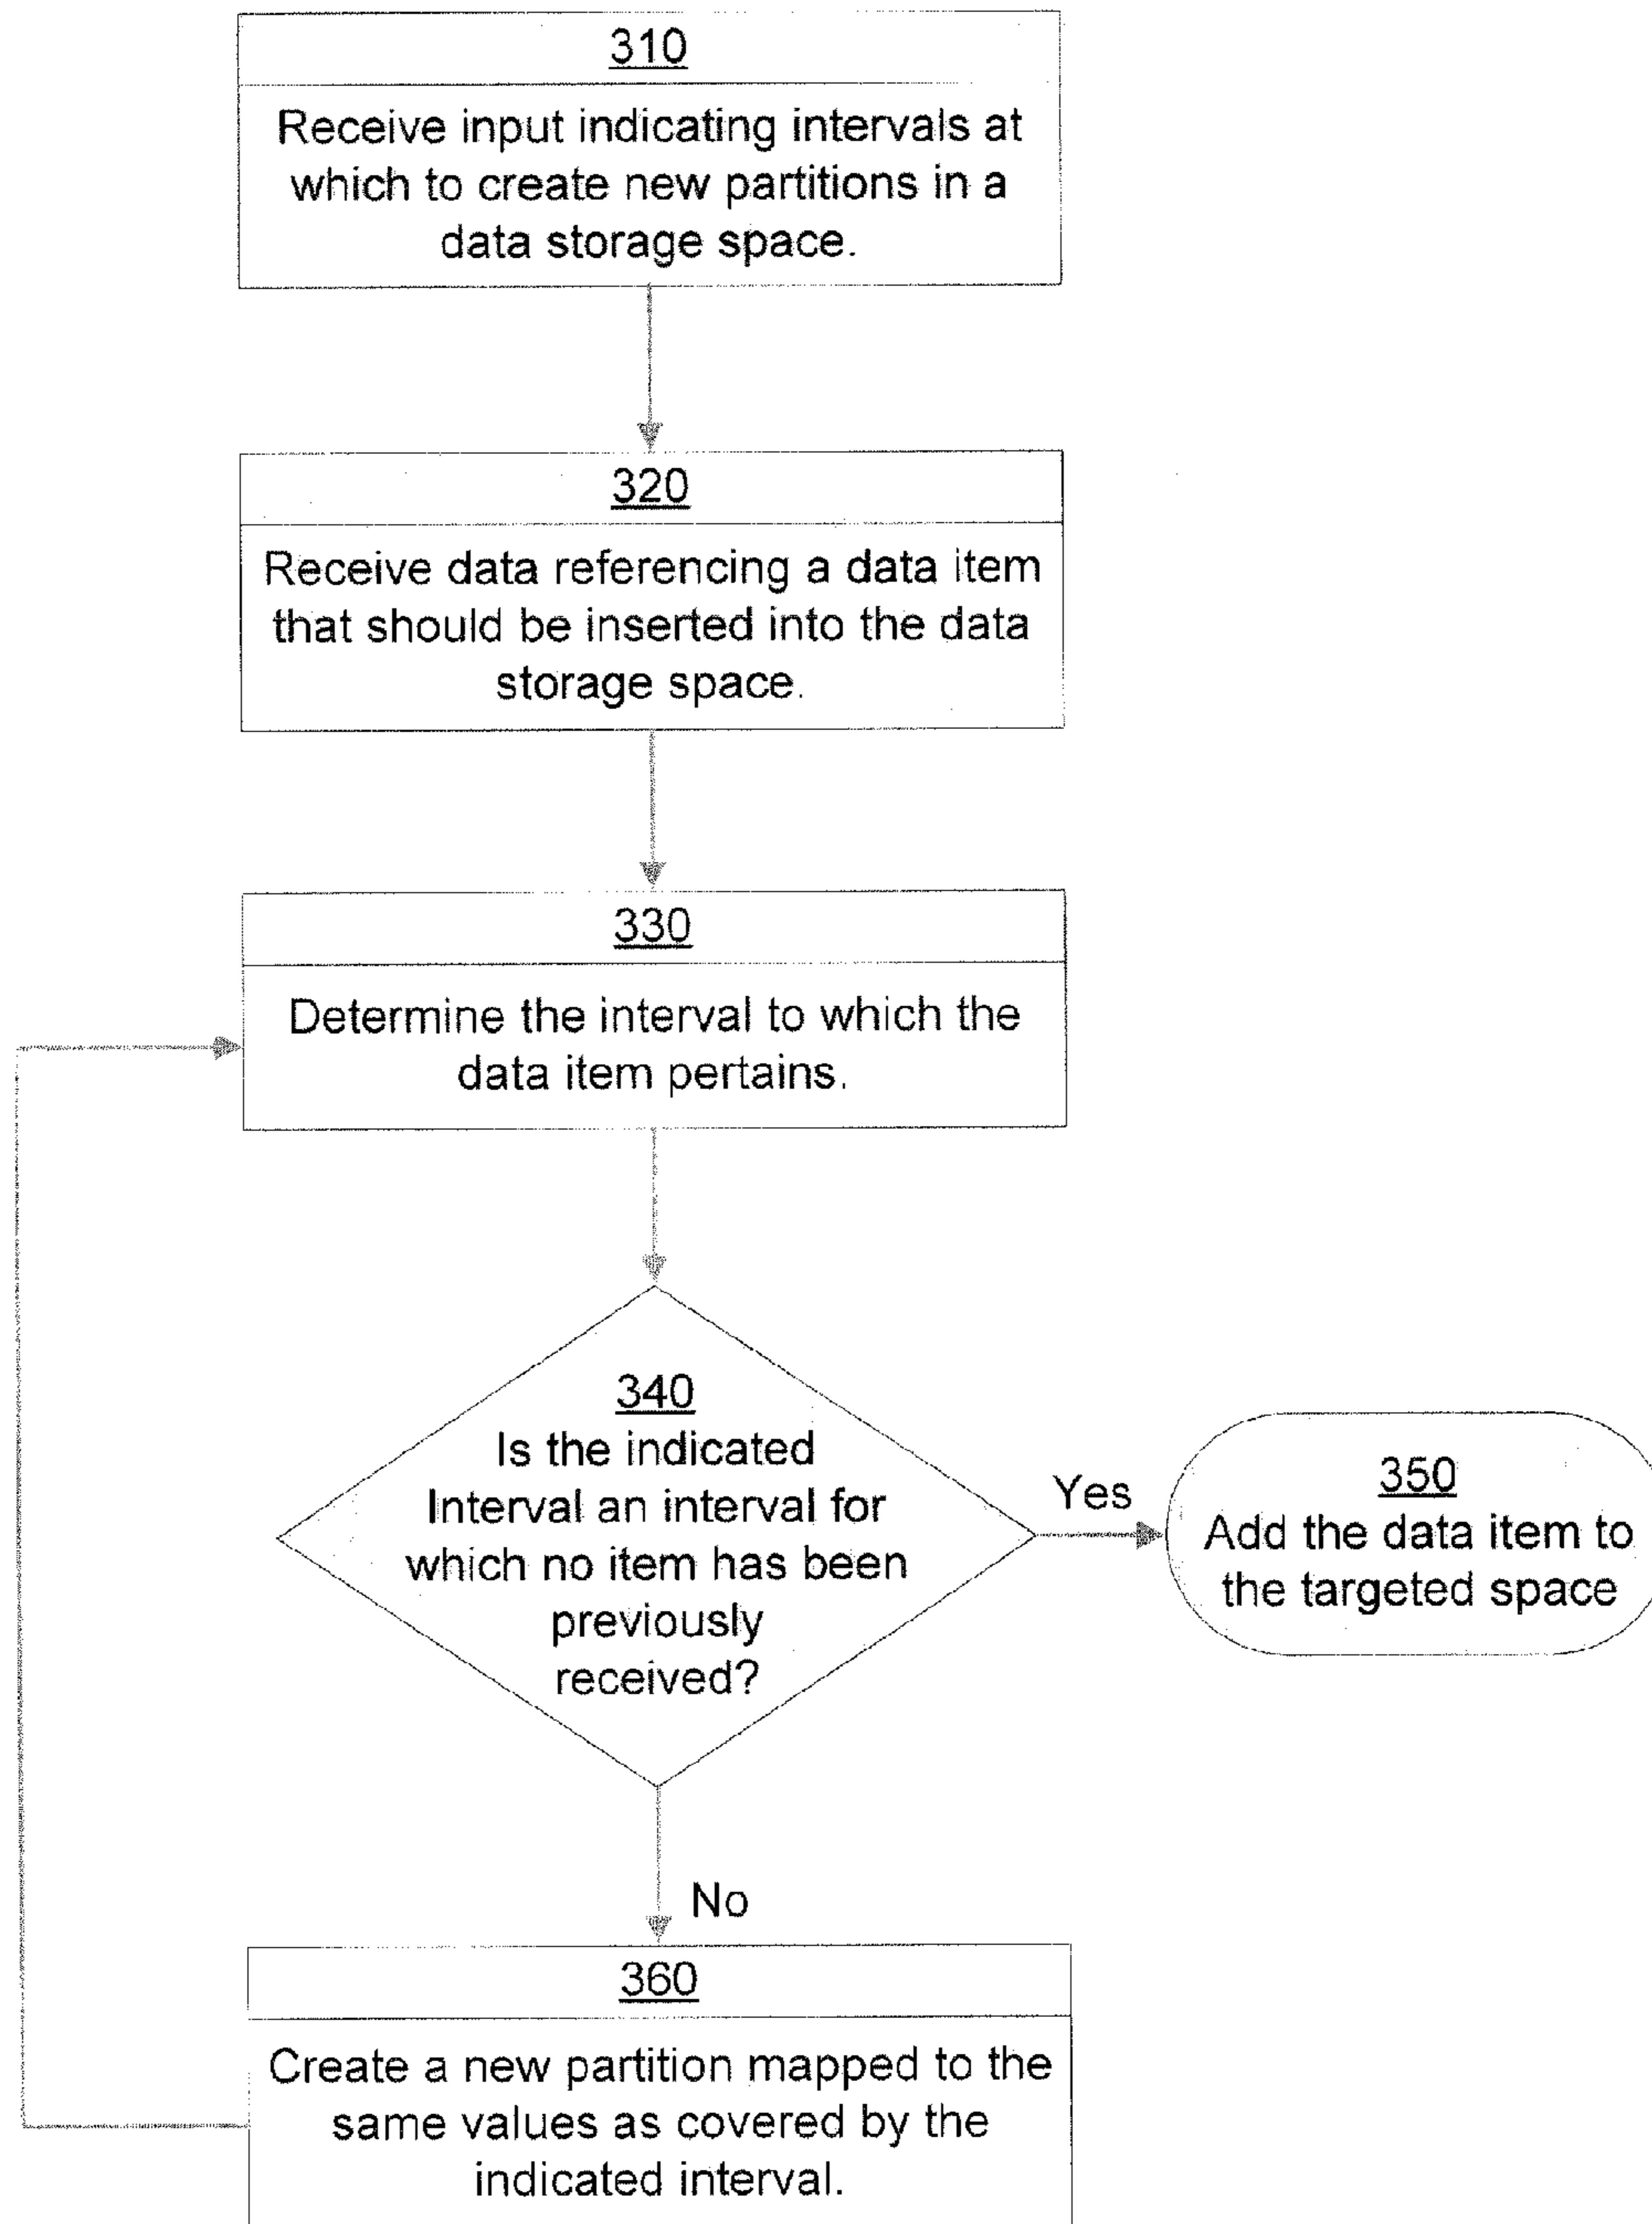 310
Receive input indicating intervals at
which to create new partitions in a
data storage space.
320
Receive data referencing a data item
that should be inserted into the data
storage space.
330
Determine the interval to which the
data item pertains.
340
Is the indicated
Interval an interval for
which no item has been
previously
received?
Yes
350
Add the data item to
the targeted space
No
360
Create a new partition mapped to the
same values as covered by the
indicated interval.